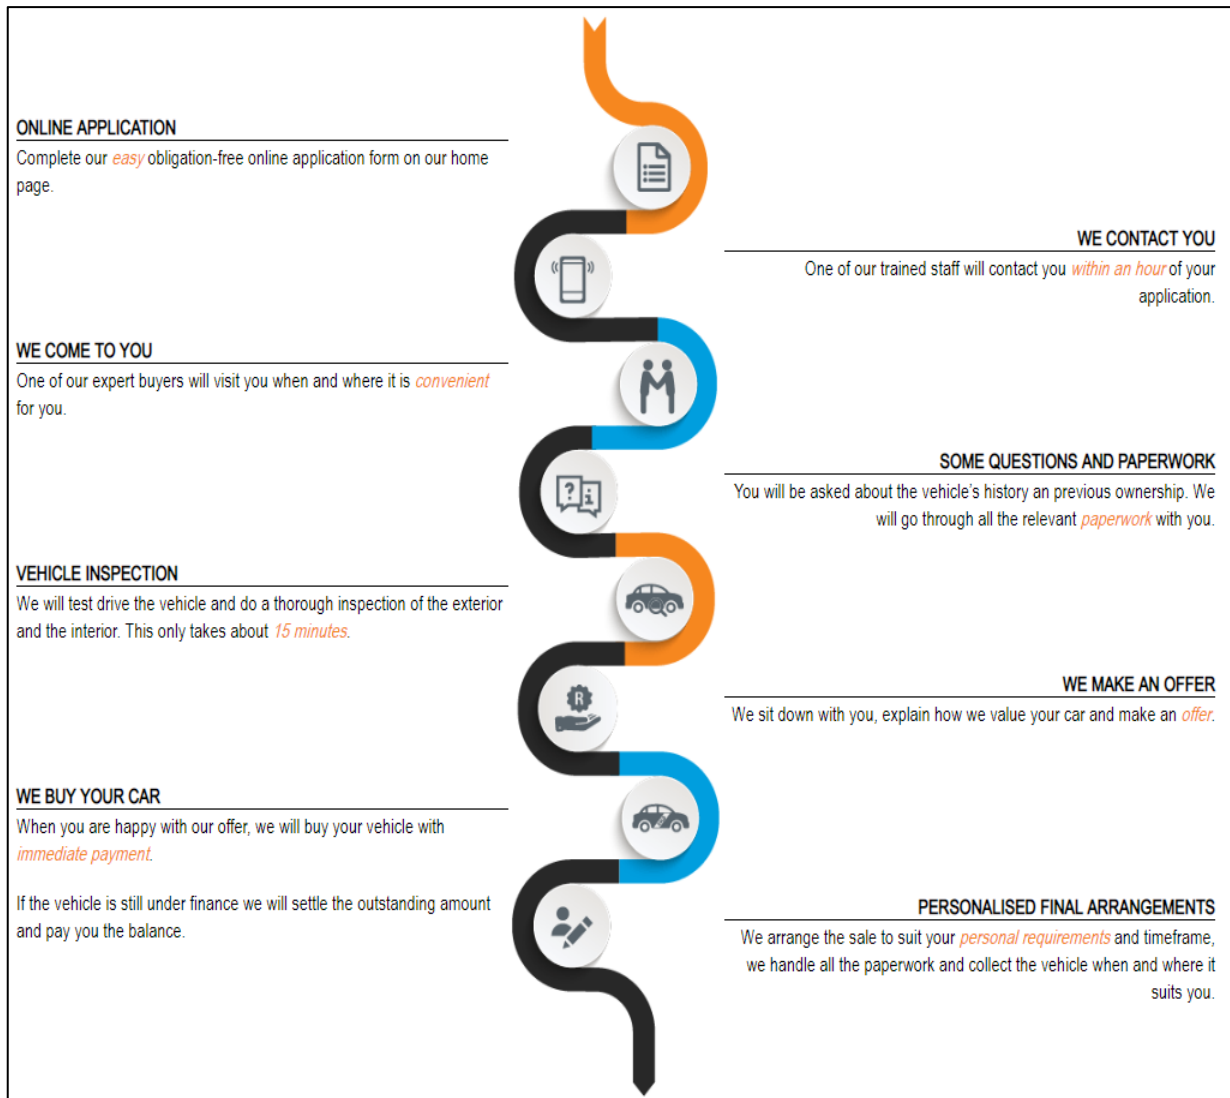 ONLINE APPLICATION
Complete our easy obligation-free online application form on our home
page.
WE CONTACT YOU
One of our trained staff will contact you within an hour of your
application.
WE COME TO YOU
One of our expert buyers will visit you when and where it is convenient
for you.
SOME QUESTIONS AND PAPERWORK
You will be asked about the vehicle's history an previous ownership. We
will go through all the relevant paperwork with you.
VEHICLE INSPECTION
We will test drive the vehicle and do a thorough inspection of the exterior
and the interior. This only takes about 15 minutes.
WE MAKE AN OFFER
We sit down with you, explain how we value your car and make an offer.
WE BUY YOUR CAR
When you are happy with our offer, we will buy your vehicle with
immediate payment.
If the vehicle is still under finance we will settle the outstanding amount
and pay you the balance.
PERSONALISED FINAL ARRANGEMENTS
We arrange the sale to suit your personal requirements and timeframe,
we handle all the paperwork and collect the vehicle when and where it
suits you.
? i
R